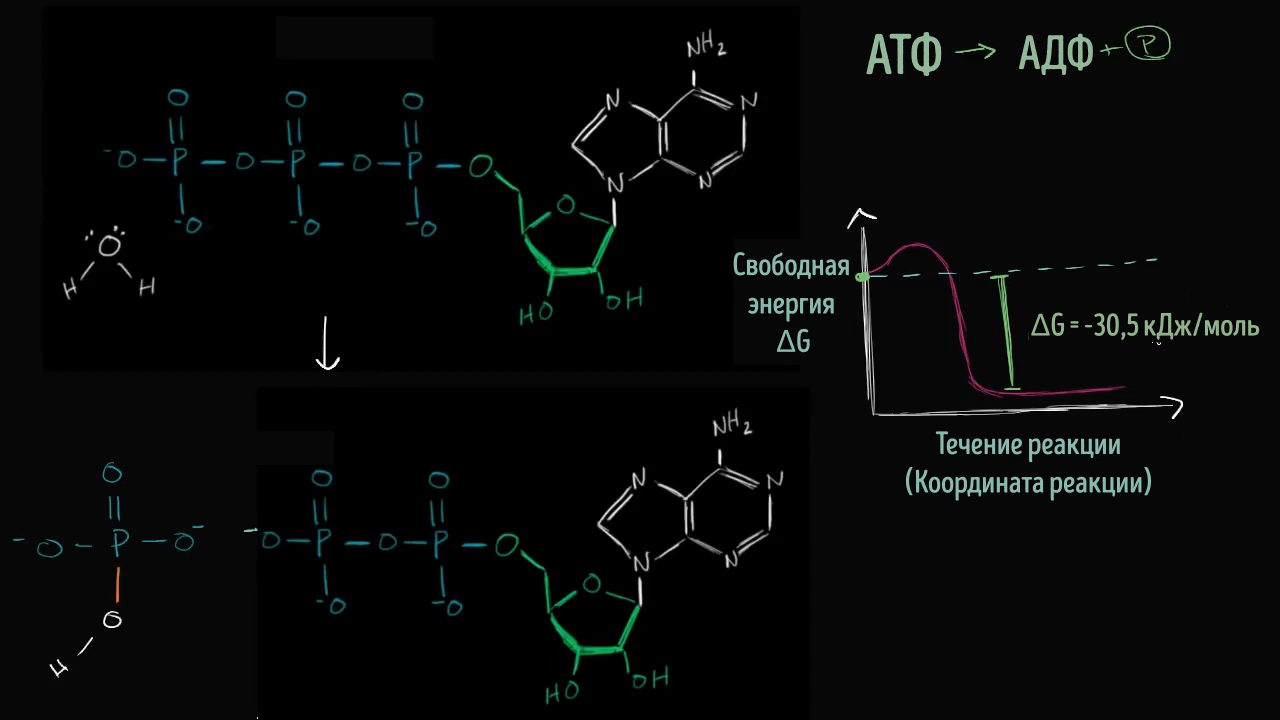 АТФ → АДФ + P
NH2
O O O
N N
-O-P-O-P-O-P-O
N N
O
-O -O -O
O
H H
HO OH
Свободная
энергия
ΔG
ΔG = -30,5 кДж/моль
Течение реакции
(Координата реакции)
NH2
O O O
N N
-O-P-O- -O-P-O-P-O
N N
O
-O -O
O
H
HO OH